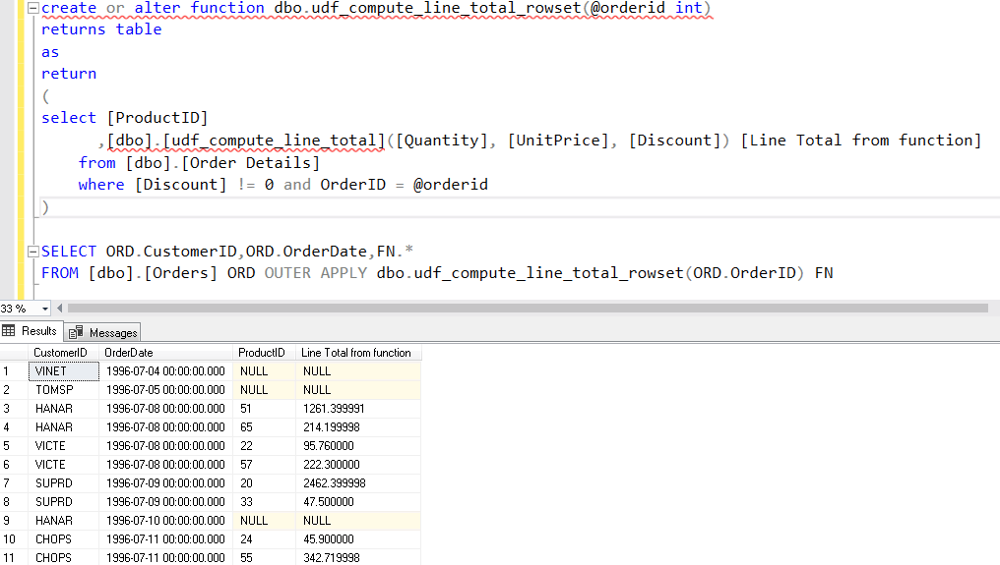 create or alter function dbo.udf_compute_line_total_rowset(@orderid int)
returns table
as
return
(
select [ProductID]
,[dbo].[udf_compute_line_total]([Quantity], [UnitPrice], [Discount]) [Line Total from function]
from [dbo].[Order Details]
where [Discount] != 0 and OrderID = @orderid
)
SELECT ORD.CustomerID,ORD.OrderDate,FN.*
FROM [dbo].[Orders] ORD OUTER APPLY dbo.udf_compute_line_total_rowset(ORD.OrderID) FN
33 %
Results Messages
CustomerID OrderDate ProductID Line Total from function
1 VINET 1996-07-04 00:00:00.000 NULL NULL
2 TOMSP 1996-07-05 00:00:00.000 NULL NULL
3 HANAR 1996-07-08 00:00:00.000 51 1261.399991
4 HANAR 1996-07-08 00:00:00.000 65 214.199998
5 VICTE 1996-07-08 00:00:00.000 22 95.760000
6 VICTE 1996-07-08 00:00:00.000 57 222.300000
7 SUPRD 1996-07-09 00:00:00.000 20 2462.399998
8 SUPRD 1996-07-09 00:00:00.000 33 47.500000
9 HANAR 1996-07-10 00:00:00.000 NULL NULL
10 CHOPS 1996-07-11 00:00:00.000 24 45.900000
11 CHOPS 1996-07-11 00:00:00.000 55 342.719998